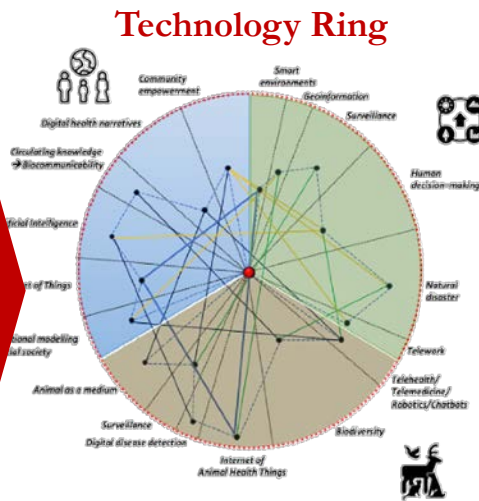 Technology Ring
Community
empowerment
Smart
environments
Geoinformation
Surveillance
Digital health narratives
Circulating knowledge
→Biocommunicability
Human
decision-making
Intelligence
of Things
Natural
disaster
modelling
society
Telework
Animal as a medium
Telehealth/
Telemedicine/
Robotics/Chatbots
Surveillance
Digital disease detection
Biodiversity
Internet of
Animal Health Things